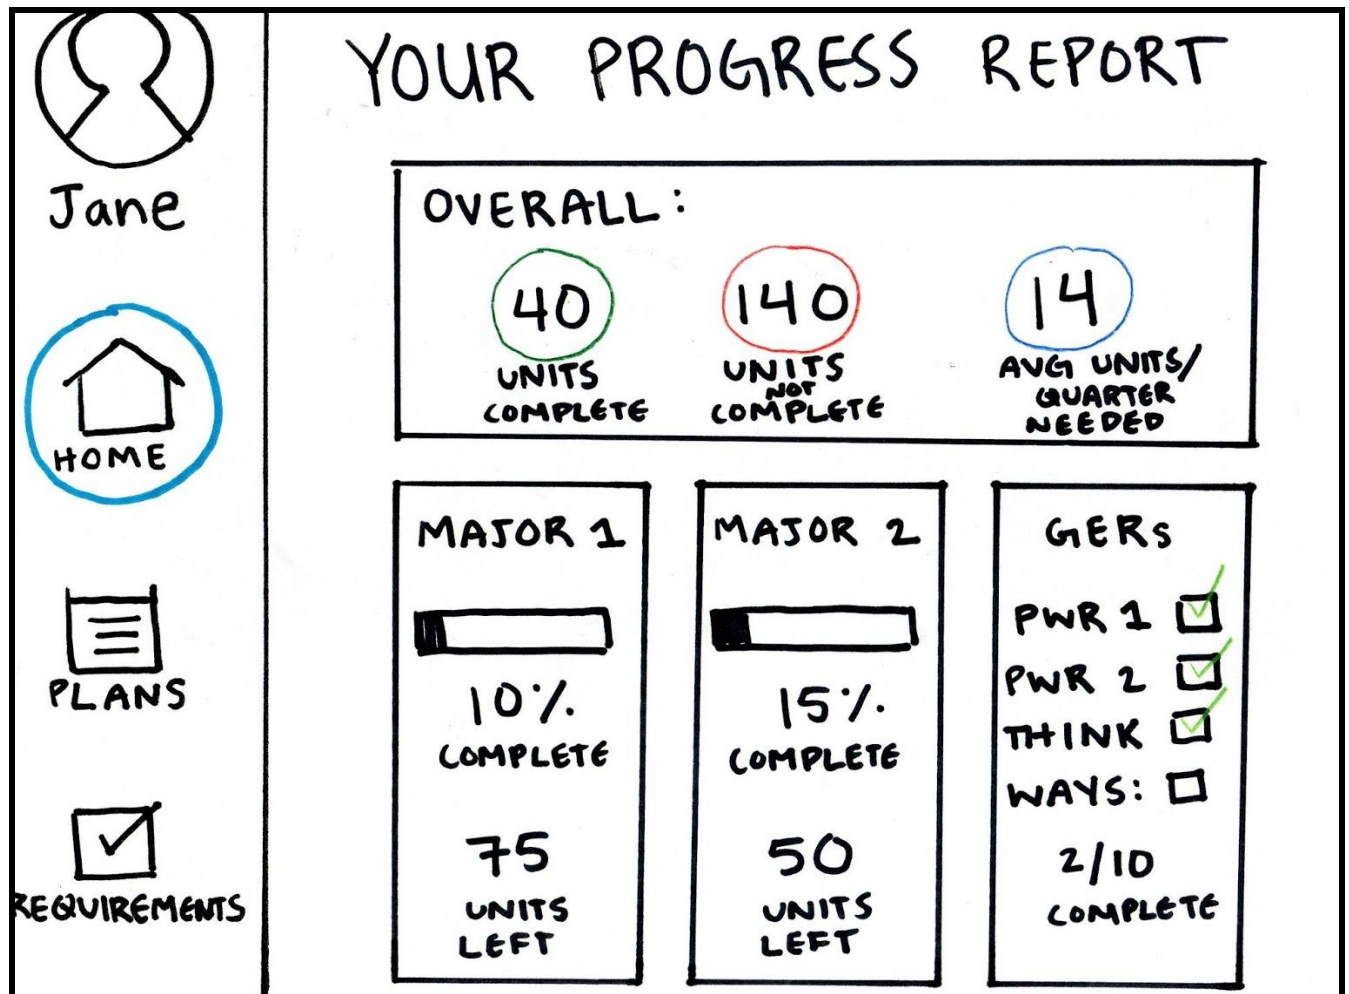 Jane
HOME
PLANS
REQUIREMENTS
YOUR PROGRESS REPORT
OVERALL:
40
UNITS
COMPLETE
140
UNITS
NOT
COMPLETE
14
AVG UNITS/
QUARTER
NEEDED
MAJOR 1
10%
COMPLETE
75
UNITS
LEFT
MAJOR 2
15%
COMPLETE
50
UNITS
LEFT
GERs
PWR 1
PWR 2
THINK
WAYS:
2/10
COMPLETE